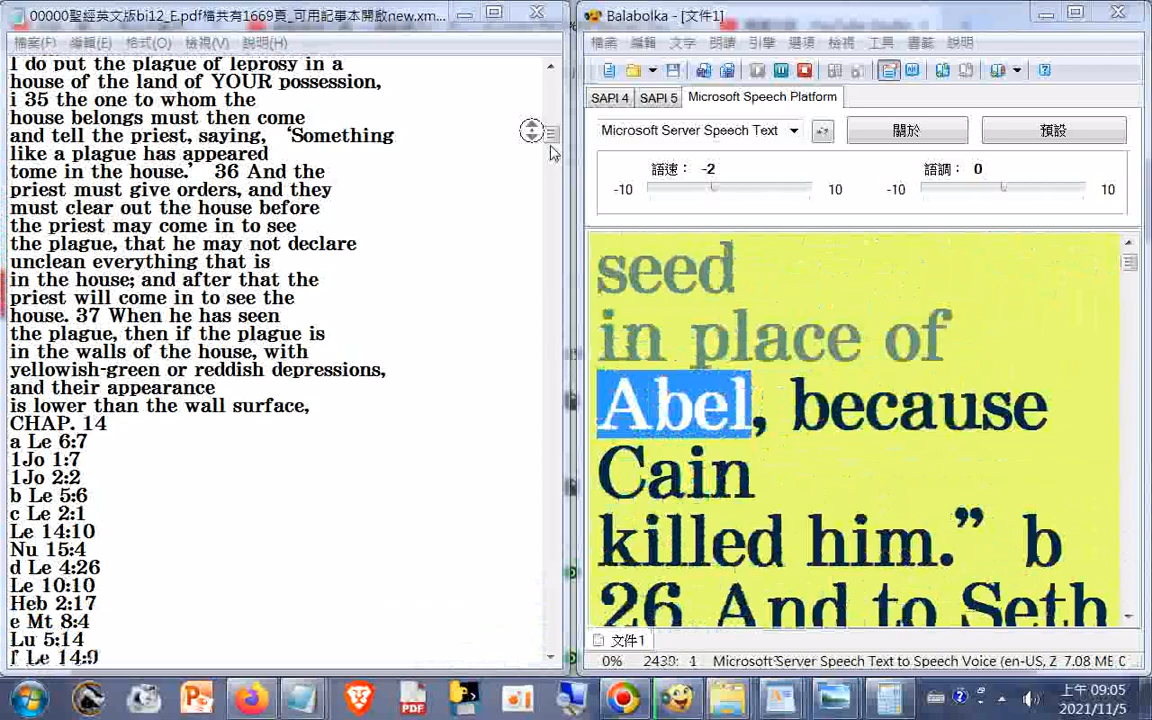 00000聖經英文版bi12_E.pdf檔共有1669頁_可用記事本開啟new.xm...
檔案(F) 編輯(E) 格式(O) 檢視(V) 說明(H)
I do put the plague of leprosy in a
house of the land of YOUR possession,
i 35 the one to whom the
house belongs must then come
and tell the priest, saying, ‘Something
like a plague has appeared
tome in the house.’ 36 And the
priest must give orders, and they
must clear out the house before
the priest may come in to see
the plague, that he may not declare
unclean everything that is
in the house; and after that the
priest will come in to see the
house. 37 When he has seen
the plague, then if the plague is
in the walls of the house, with
yellowish-green or reddish depressions,
and their appearance
is lower than the wall surface,
CHAP. 14
a Le 6:7
1Jo 1:7
1Jo 2:2
b Le 5:6
c Le 2:1
Le 14:10
Nu 15:4
d Le 4:26
Le 10:10
Heb 2:17
e Mt 8:4
Lu 5:14
f Le 14:9
Balabolka - [文件1]
檔案 編輯 文字 朗讀 引擎 選項 檢視 工具 書籤 說明
SAPI 4 SAPI 5 Microsoft Speech Platform
Microsoft Server Speech Text 關於 預設
語速： -2 語調： 0
-10 10 -10 10
seed
in place of
Abel, because
Cain
killed him.” b
26 And to Seth
文件1
0% 2430: 1 Microsoft Server Speech Text to Speech Voice (en-US, Z 7.08 MB
上午 09:05
2021/11/5